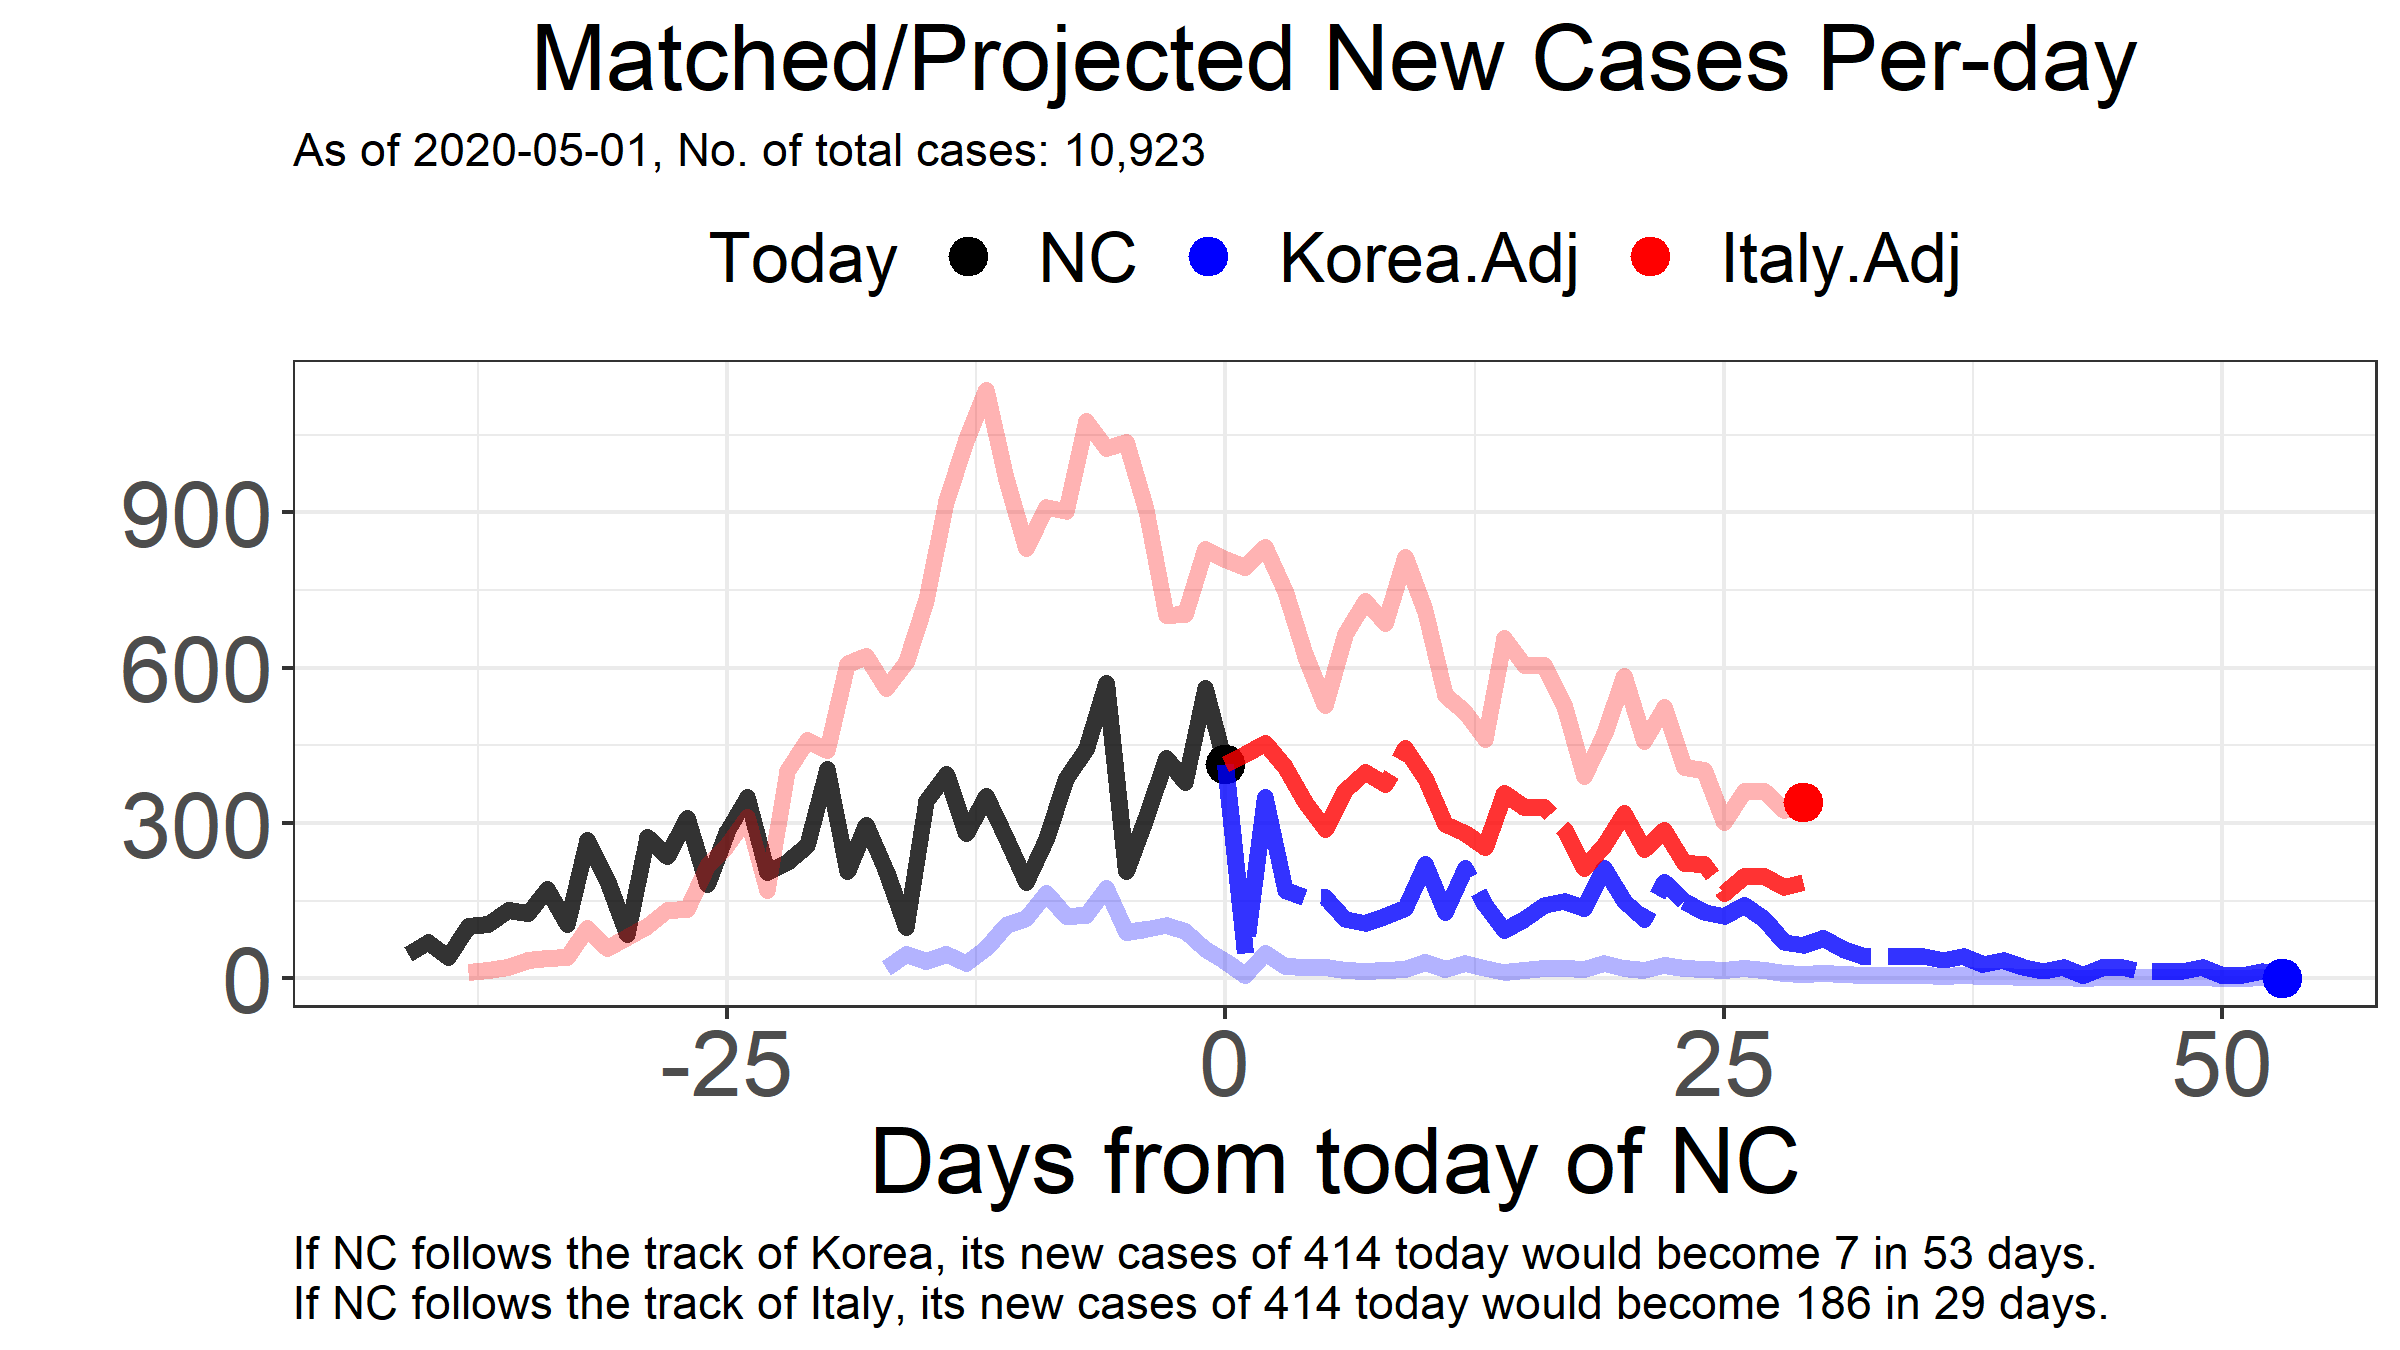 Matched/Projected New Cases Per-day
As of 2020-05-01, No. of total cases: 10,923
Today NC Korea.Adj Italy.Adj
900
600
300
0
-25 0 25 50
Days from today of NC
If NC follows the track of Korea, its new cases of 414 today would become 7 in 53 days.
If NC follows the track of Italy, its new cases of 414 today would become 186 in 29 days.